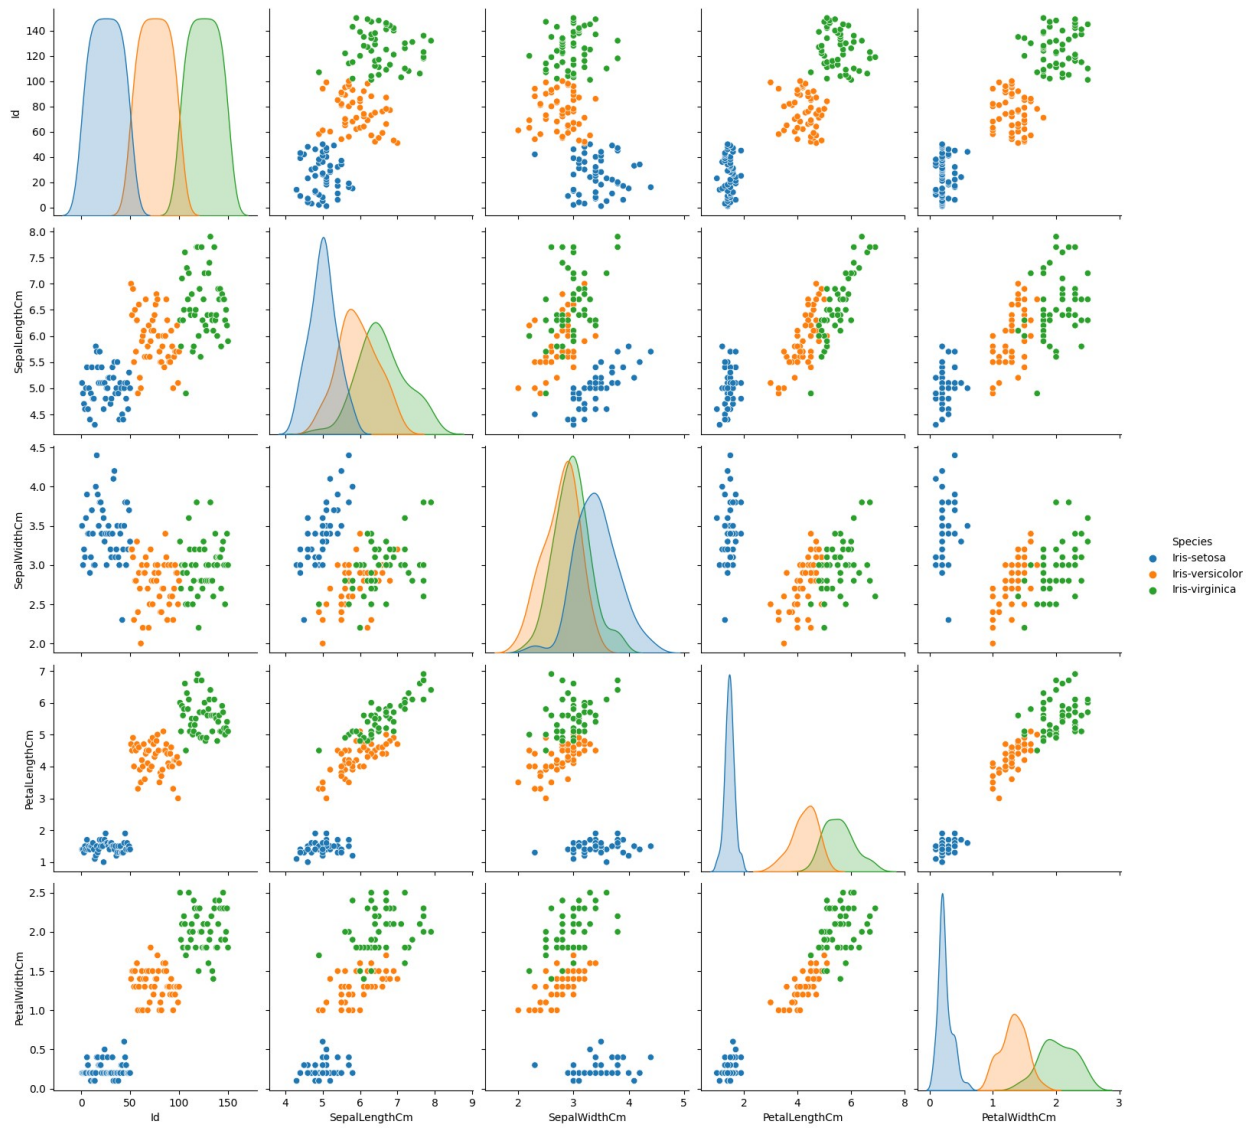 Id
140
120
100
80
60
40
20
0
SepalLengthCm
8.0
7.5
7.0
6.5
6.0
5.5
5.0
4.5
SepalWidthCm
4.5
4.0
3.5
3.0
2.5
2.0
Species
Iris-setosa
Iris-versicolor
Iris-virginica
PetalLengthCm
7
6
5
4
3
2
1
PetalWidthCm
2.5
2.0
1.5
1.0
0.5
0.0
0 50 100 150
Id
4 5 6 7 8 9
SepalLengthCm
2 3 4 5
SepalWidthCm
2 4 6 8
PetalLengthCm
0 1 2 3
PetalWidthCm